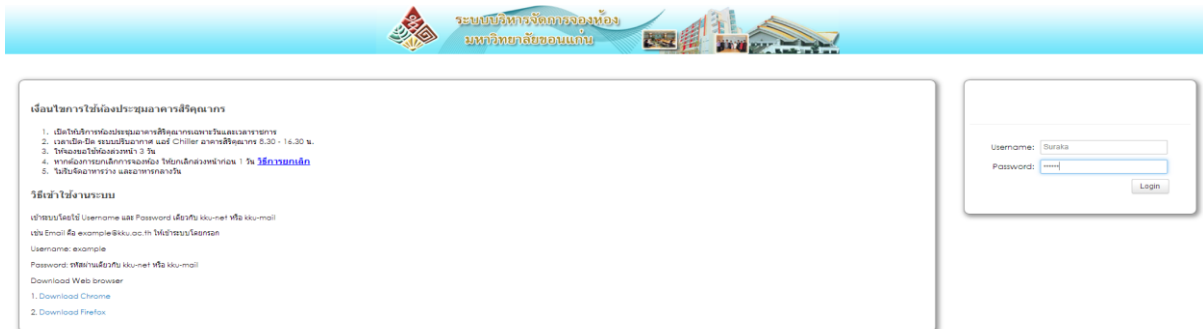 ระบบบริหารจัดการจองห้อง
มหาวิทยาลัยขอนแก่น
เงื่อนไขการใช้ห้องประชุมอาคารสิริคุณากร
1. เปิดให้บริการห้องประชุมอาคารสิริคุณากรเฉพาะวันและเวลาราชการ
2. เวลาเปิด-ปิด ระบบปรับอากาศ แอร์ Chiller อาคารสิริคุณากร 8.30 - 16.30 น.
3. ให้จองขอใช้ห้องล่วงหน้า 3 วัน
4. หากต้องการยกเลิกการจองห้อง ให้ยกเลิกล่วงหน้าก่อน 1 วัน วิธีการยกเลิก
5. ไม่รับจัดอาหารว่าง และอาหารกลางวัน
วิธีเข้าใช้งานระบบ
เข้าระบบโดยใช้ Username และ Password เดียวกับ kku-net หรือ kku-mail
เช่น Email คือ example@kku.ac.th ให้เข้าระบบโดยกรอก
Username: example
Password: รหัสผ่านเดียวกับ kku-net หรือ kku-mail
Download Web browser
1. Download Chrome
2. Download Firefox
Username: Suraka
Password: ••••••
Login